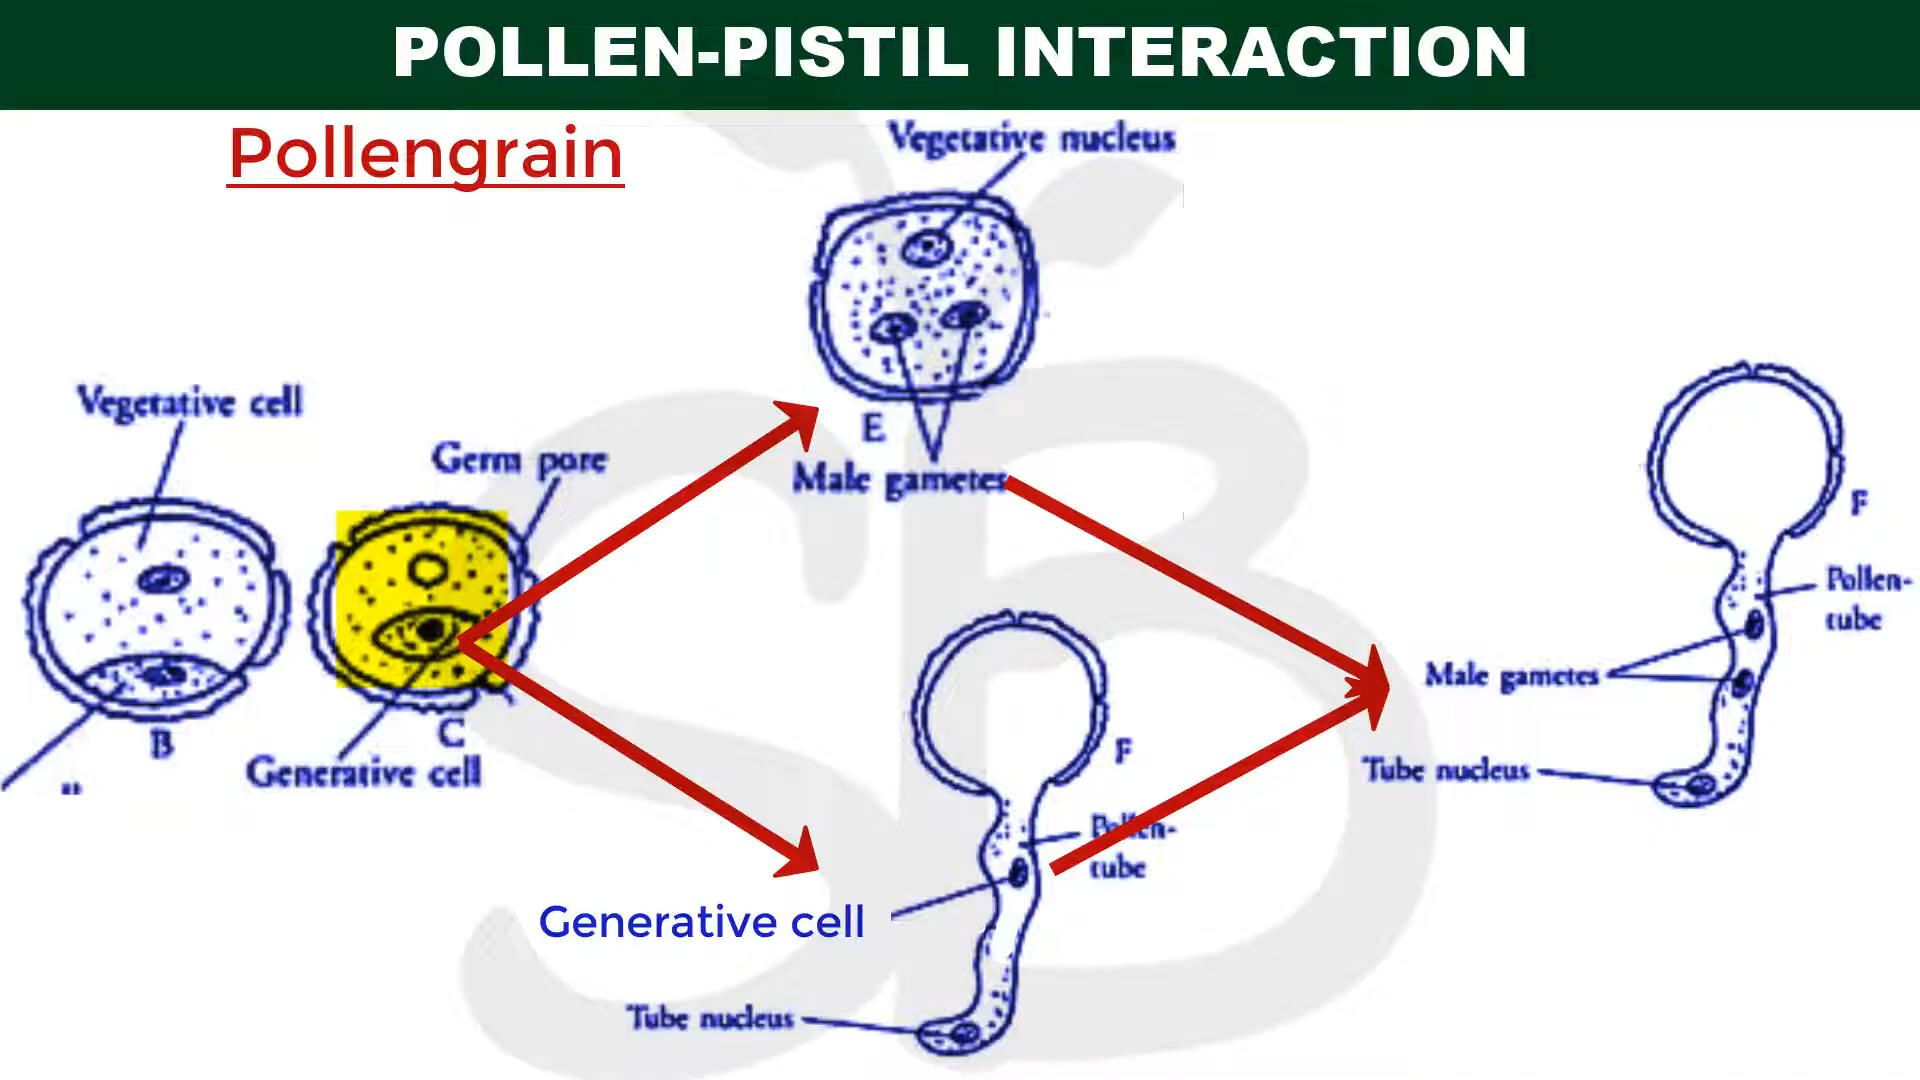 POLLEN-PISTIL INTERACTION
Pollengrain
Vegetative nucleus
E
Male gametes
Vegetative cell
Germ pore
B
C
Generative cell
F
Pollen-
tube
Generative cell
Tube nucleus
F
Pollen-
tube
Male gametes
Tube nucleus
SB